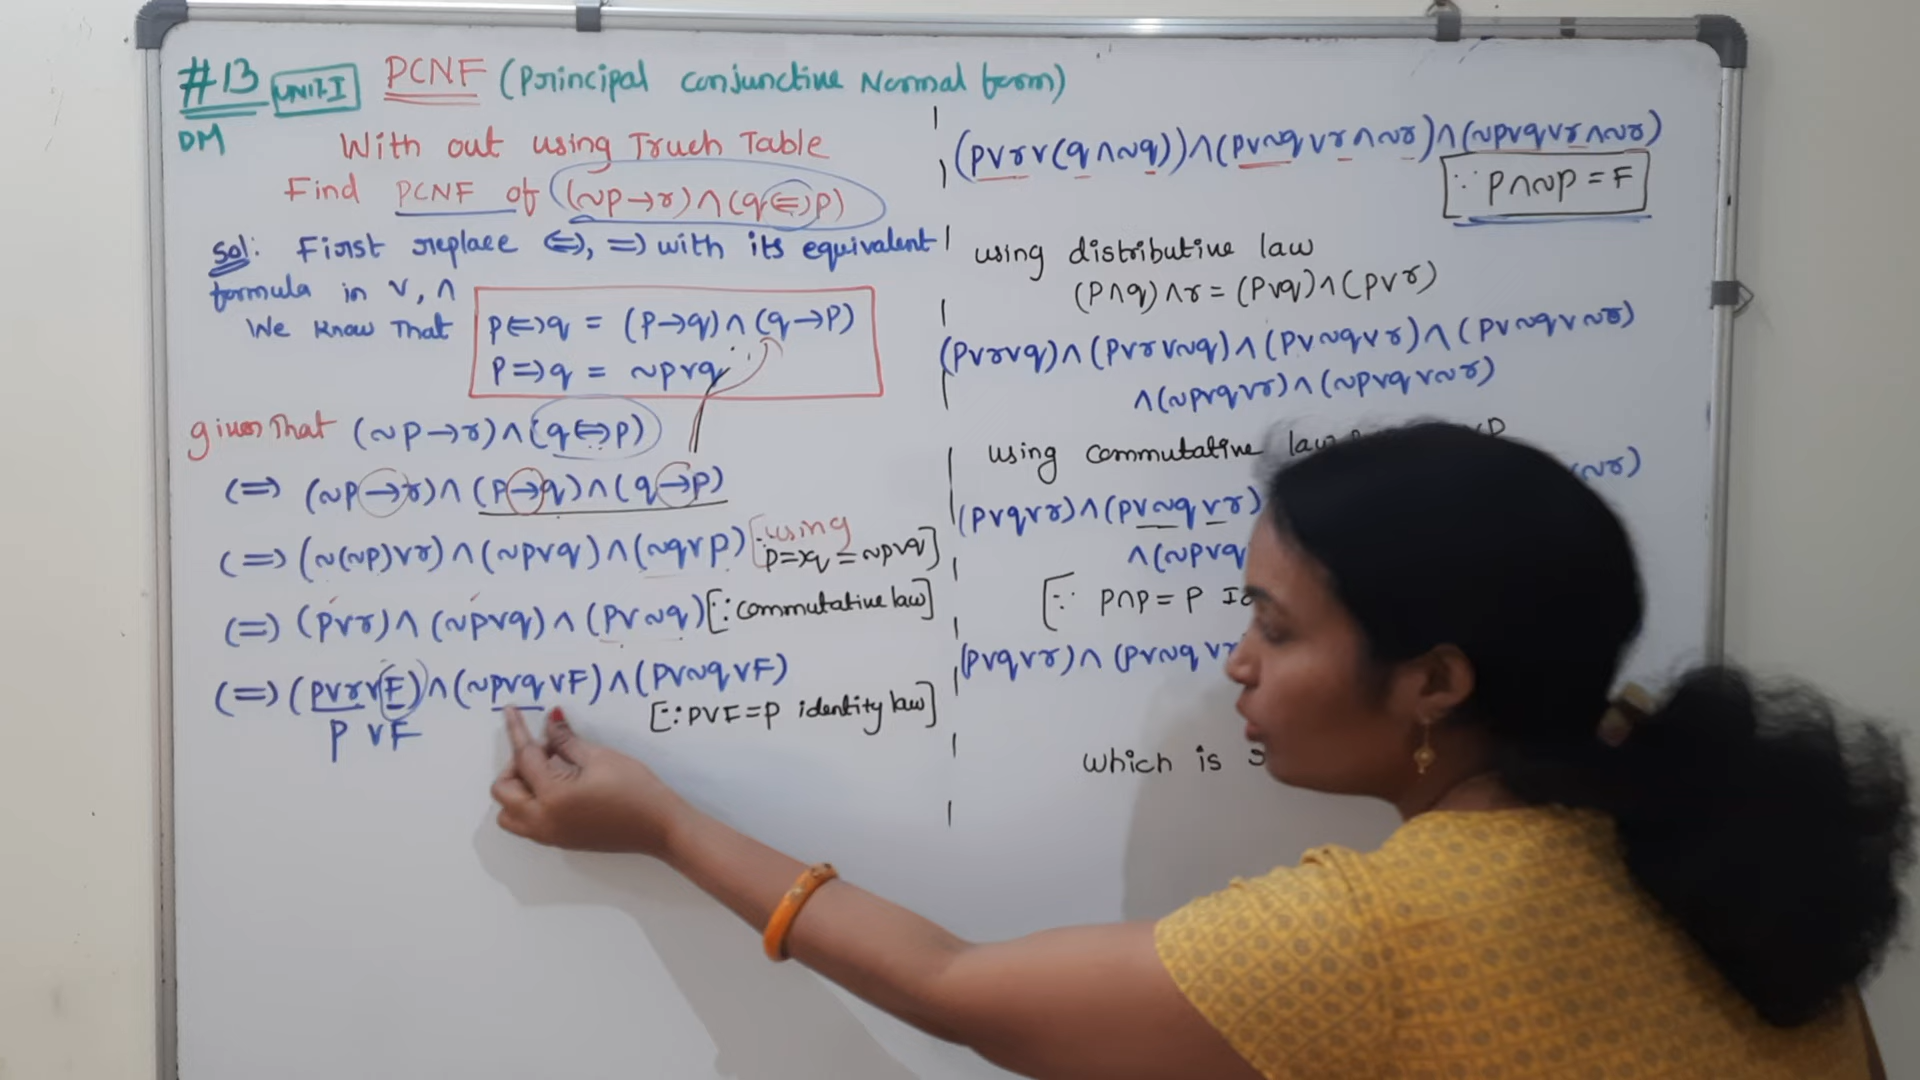 #13 UNIT-I PCNF (Principal Conjunctive Normal form)
DM
With out using Truth Table
Find PCNF of (~p→r)∧(q⇔p)
Sol: First replace ⇔, ⇒ with its equivalent
formula in ∨, ∧
We Know That
p⇔q = (p→q)∧(q→p)
p⇒q = ~p∨q
given That (~p→r)∧(q⇔p)
(=) (~p→r)∧(p→q)∧(q→p)
(=) (~(~p)∨r)∧(~p∨q)∧(~q∨p) [∵ using p=>q = ~p∨q]
(=) (p∨r)∧(~p∨q)∧(p∨~q) [∵ commutative law]
(=) (p∨r∨F)∧(~p∨q∨F)∧(p∨~q∨F)
p∨F
[∵ p∨F=p identity law]
(p∨r∨(q∧~q))∧(p∨~q∨r∧~r)∧(~p∨q∨r∧~r)
∵ p∧~p = F
using distributive law
(p∧q)∧r = (p∨q)∧(p∨r)
(p∨r∨q)∧(p∨r∨~q)∧(p∨~q∨r)∧(p∨~q∨~r)
∧(~p∨q∨r)∧(~p∨q∨~r)
using commutative law
(p∨q∨r)∧(p∨~q∨r) ~r)
∧(~p∨q
[∵ p∩p = p
(p∨q∨r)∧(p∨~q∨r
which is